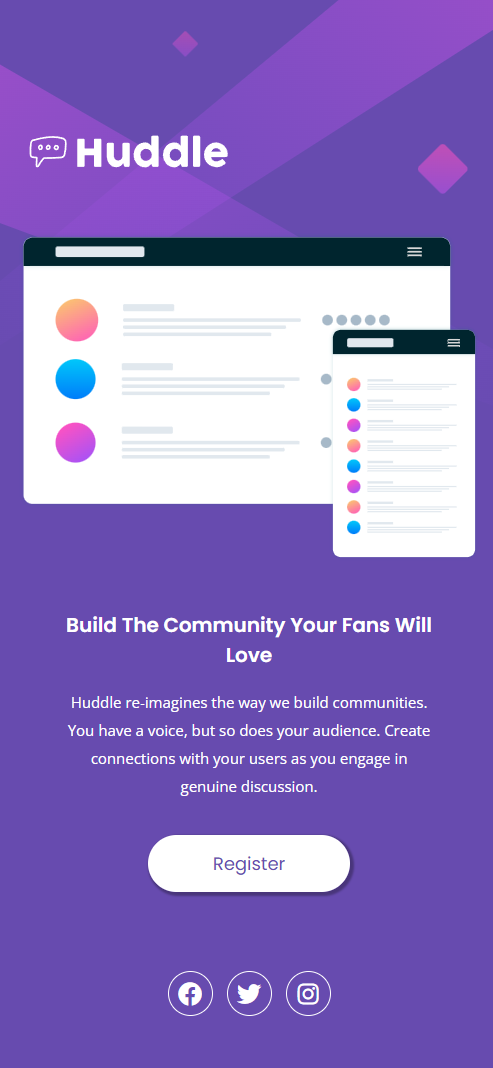 Huddle
Build The Community Your Fans Will
Love
Huddle re-imagines the way we build communities.
You have a voice, but so does your audience. Create
connections with your users as you engage in
genuine discussion.
Register